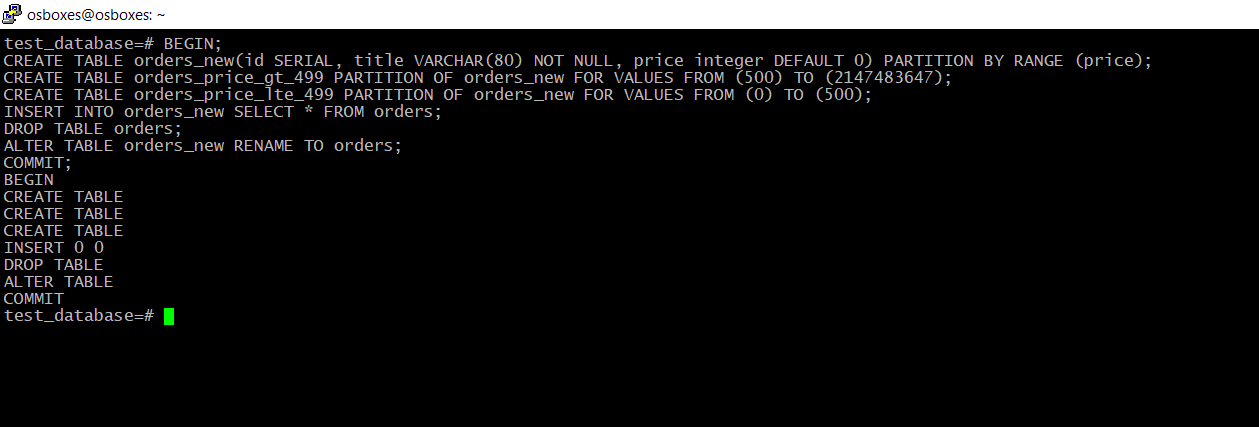 osboxes@osboxes: ~
test_database=# BEGIN;
CREATE TABLE orders_new(id SERIAL, title VARCHAR(80) NOT NULL, price integer DEFAULT 0) PARTITION BY RANGE (price);
CREATE TABLE orders_price_gt_499 PARTITION OF orders_new FOR VALUES FROM (500) TO (2147483647);
CREATE TABLE orders_price_lte_499 PARTITION OF orders_new FOR VALUES FROM (0) TO (500);
INSERT INTO orders_new SELECT * FROM orders;
DROP TABLE orders;
ALTER TABLE orders_new RENAME TO orders;
COMMIT;
BEGIN
CREATE TABLE
CREATE TABLE
CREATE TABLE
INSERT 0 0
DROP TABLE
ALTER TABLE
COMMIT
test_database=#